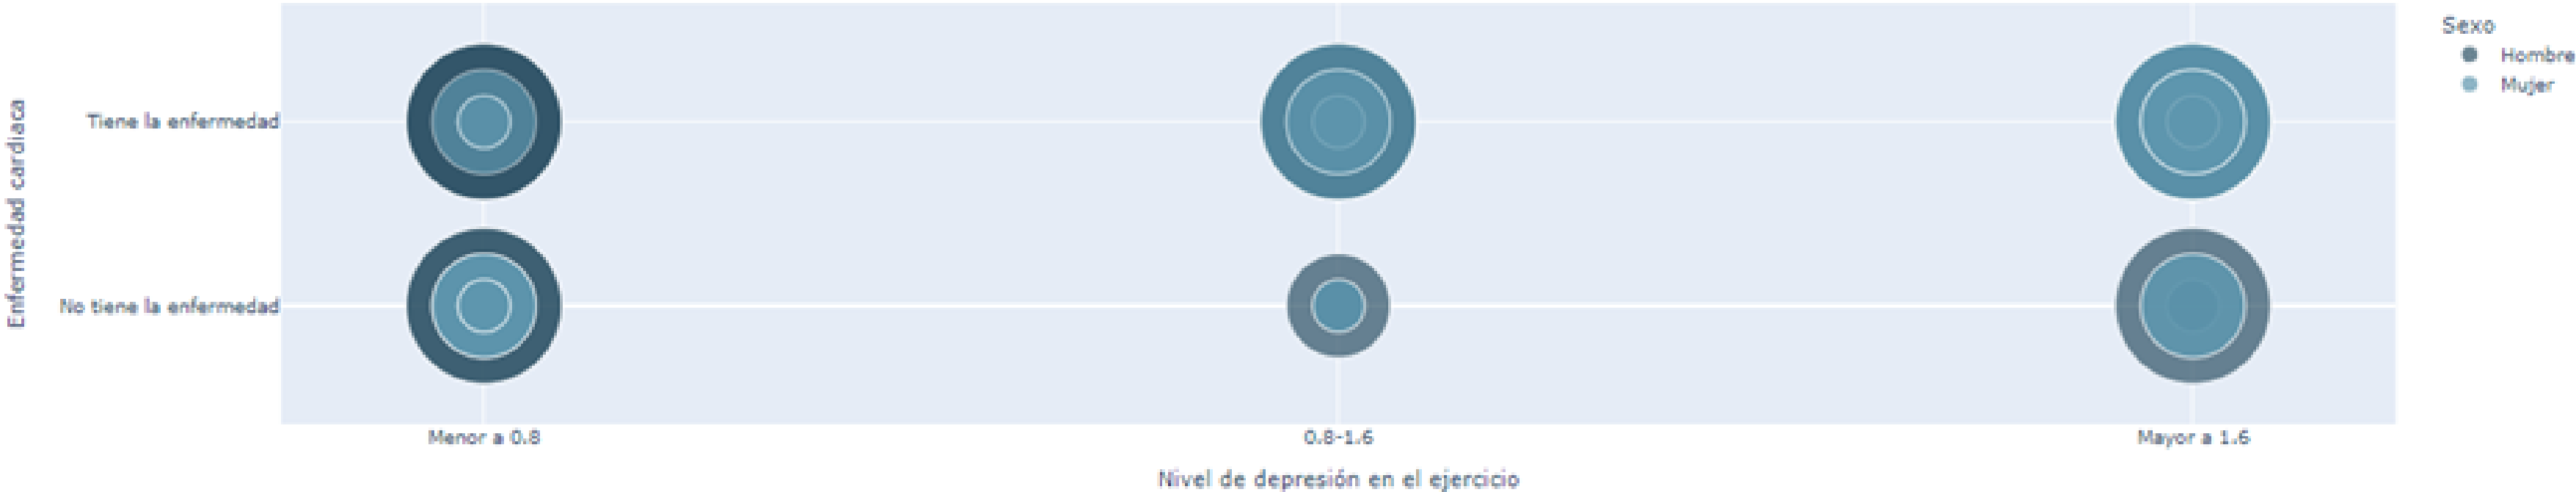 Sexo
Hombre
Mujer
Enfermedad cardiaca
Tiene la enfermedad
No tiene la enfermedad
Menor a 0.8
0.8-1.6
Mayor a 1.6
Nivel de depresión en el ejercicio